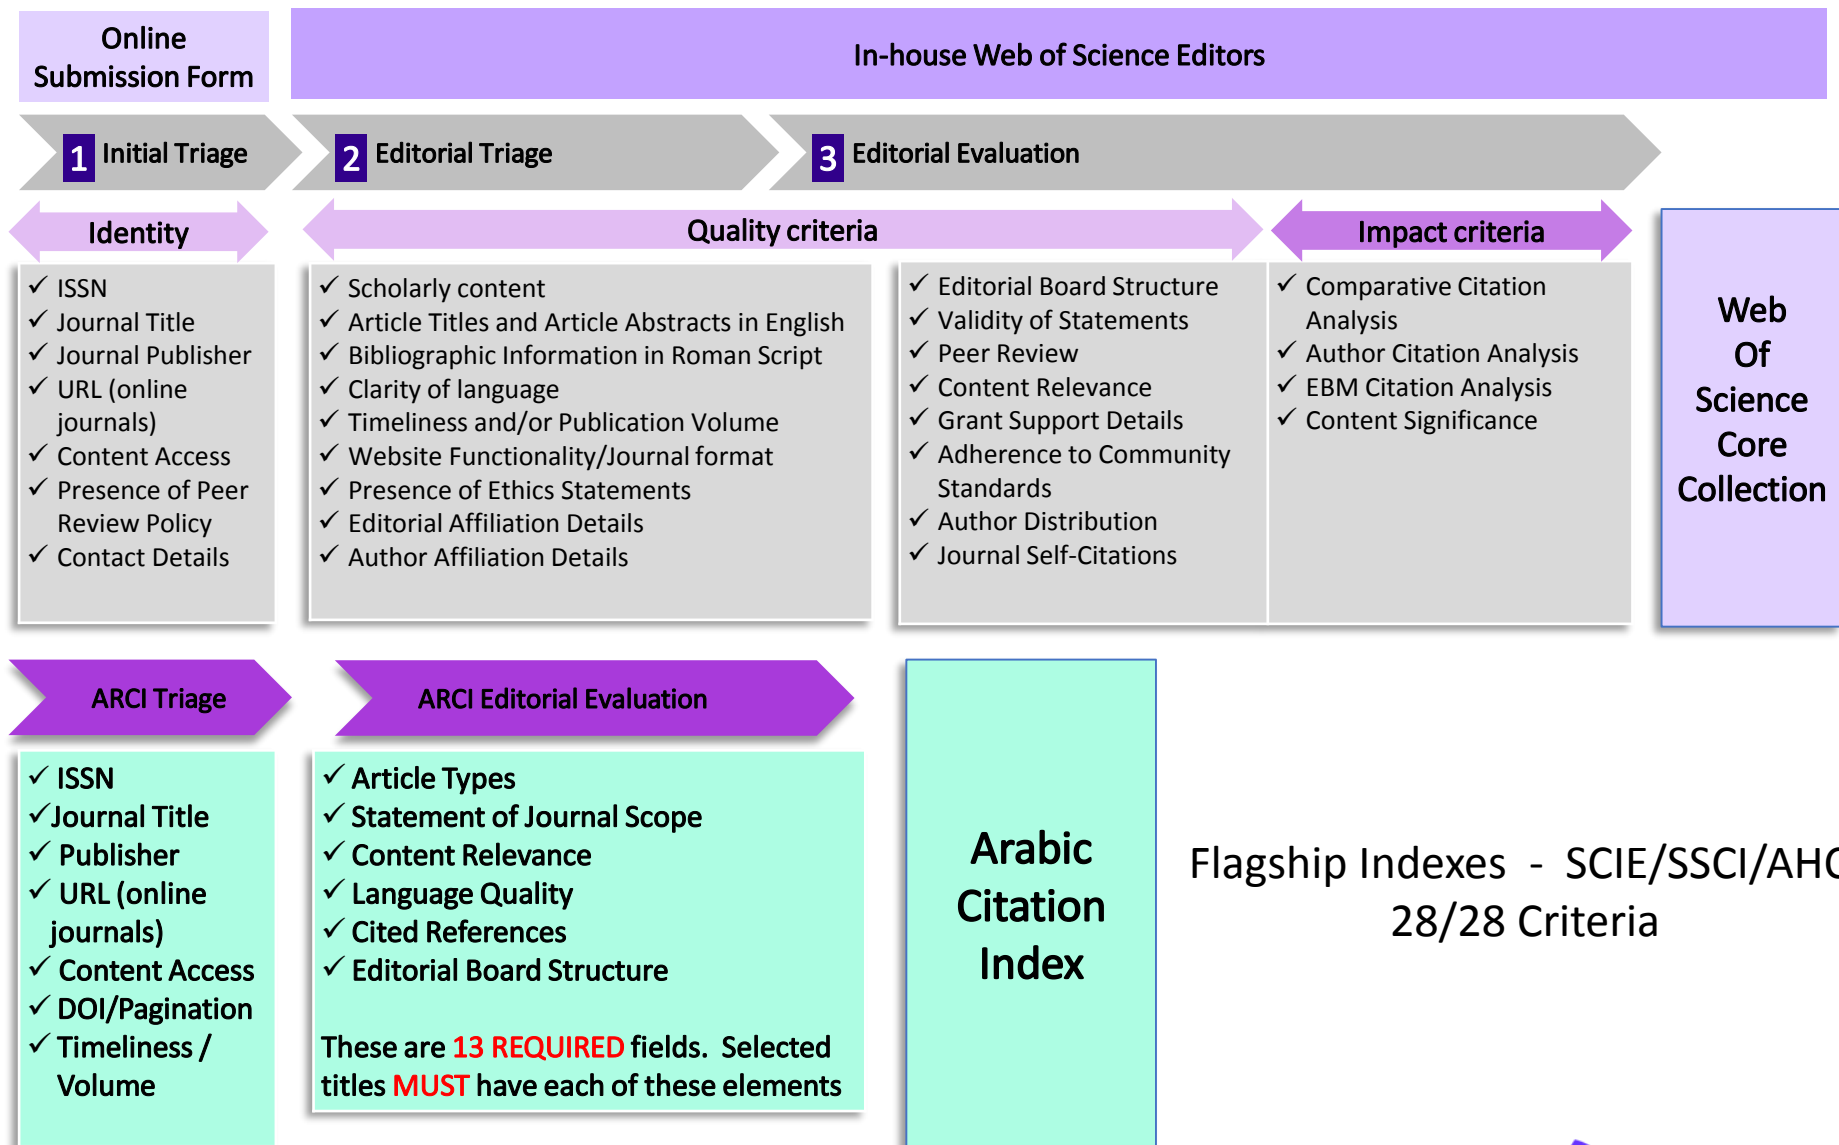 Online
Submission Form
In-house Web of Science Editors
1 Initial Triage
2 Editorial Triage
3 Editorial Evaluation
Identity
Quality criteria
Impact criteria
✓ ISSN
✓ Journal Title
✓ Journal Publisher
✓ URL (online
journals)
✓ Content Access
✓ Presence of Peer
Review Policy
✓ Contact Details
✓ Scholarly content
✓ Article Titles and Article Abstracts in English
✓ Bibliographic Information in Roman Script
✓ Clarity of language
✓ Timeliness and/or Publication Volume
✓ Website Functionality/Journal format
✓ Presence of Ethics Statements
✓ Editorial Affiliation Details
✓ Author Affiliation Details
✓ Editorial Board Structure
✓ Validity of Statements
✓ Peer Review
✓ Content Relevance
✓ Grant Support Details
✓ Adherence to Community
Standards
✓ Author Distribution
✓ Journal Self-Citations
✓ Comparative Citation
Analysis
✓ Author Citation Analysis
✓ EBM Citation Analysis
✓ Content Significance
Web
Of
Science
Core
Collection
ARCI Triage
ARCI Editorial Evaluation
✓ ISSN
✓ Journal Title
✓ Publisher
✓ URL (online
journals)
✓ Content Access
✓ DOI/Pagination
✓ Timeliness /
Volume
✓ Article Types
✓ Statement of Journal Scope
✓ Content Relevance
✓ Language Quality
✓ Cited References
✓ Editorial Board Structure
These are 13 REQUIRED fields. Selected
titles MUST have each of these elements
Arabic
Citation
Index
Flagship Indexes - SCIE/SSCI/AHC
28/28 Criteria